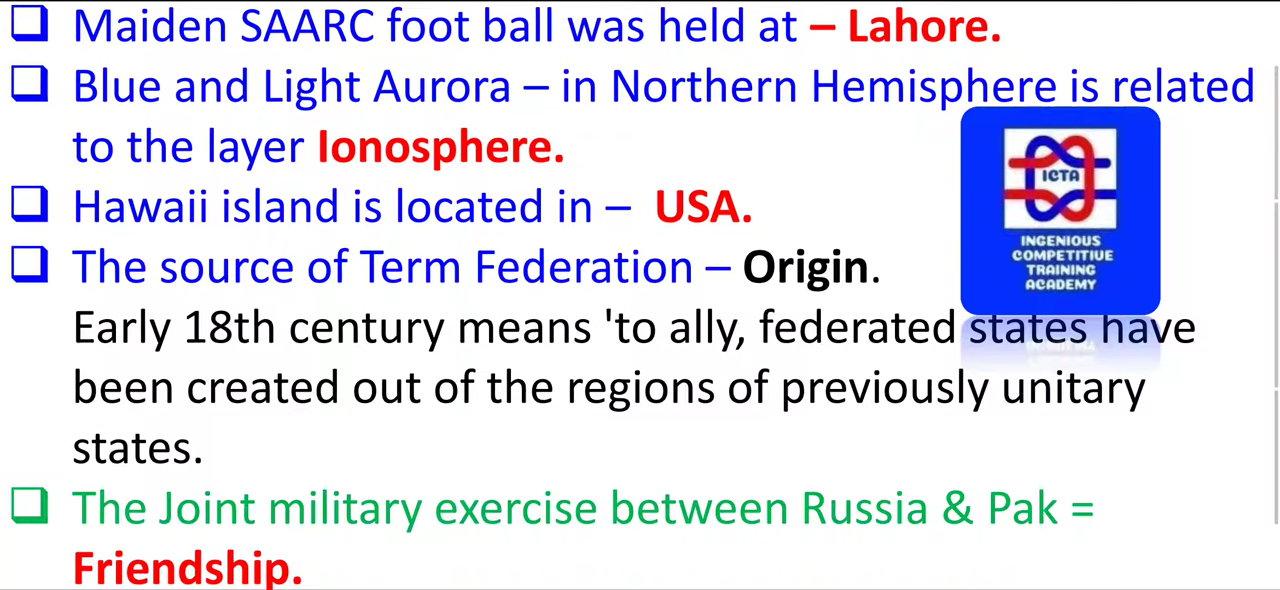 Maiden SAARC foot ball was held at – Lahore.
Blue and Light Aurora – in Northern Hemisphere is related
to the layer Ionosphere.
ICTA
INGENIOUS
COMPETITIVE
TRAINING
ACADEMY
Hawaii island is located in – USA.
The source of Term Federation – Origin.
Early 18th century means 'to ally, federated states have
been created out of the regions of previously unitary
states.
The Joint military exercise between Russia & Pak =
Friendship.